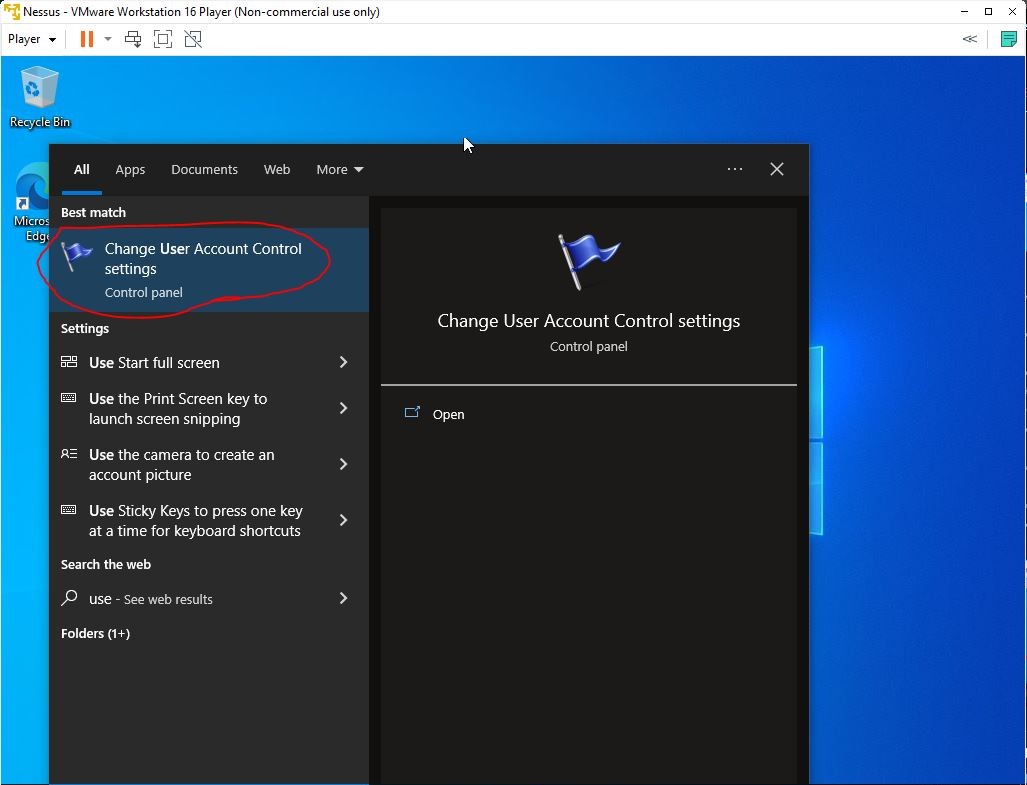 Nessus - VMware Workstation 16 Player (Non-commercial use only)
Player
Recycle Bin
Micros
Edge
All Apps Documents Web More
Best match
Change User Account Control
settings
Control panel
Settings
Use Start full screen
Use the Print Screen key to
launch screen snipping
Use the camera to create an
account picture
Use Sticky Keys to press one key
at a time for keyboard shortcuts
Search the web
use - See web results
Folders (1+)
Change User Account Control settings
Control panel
Open